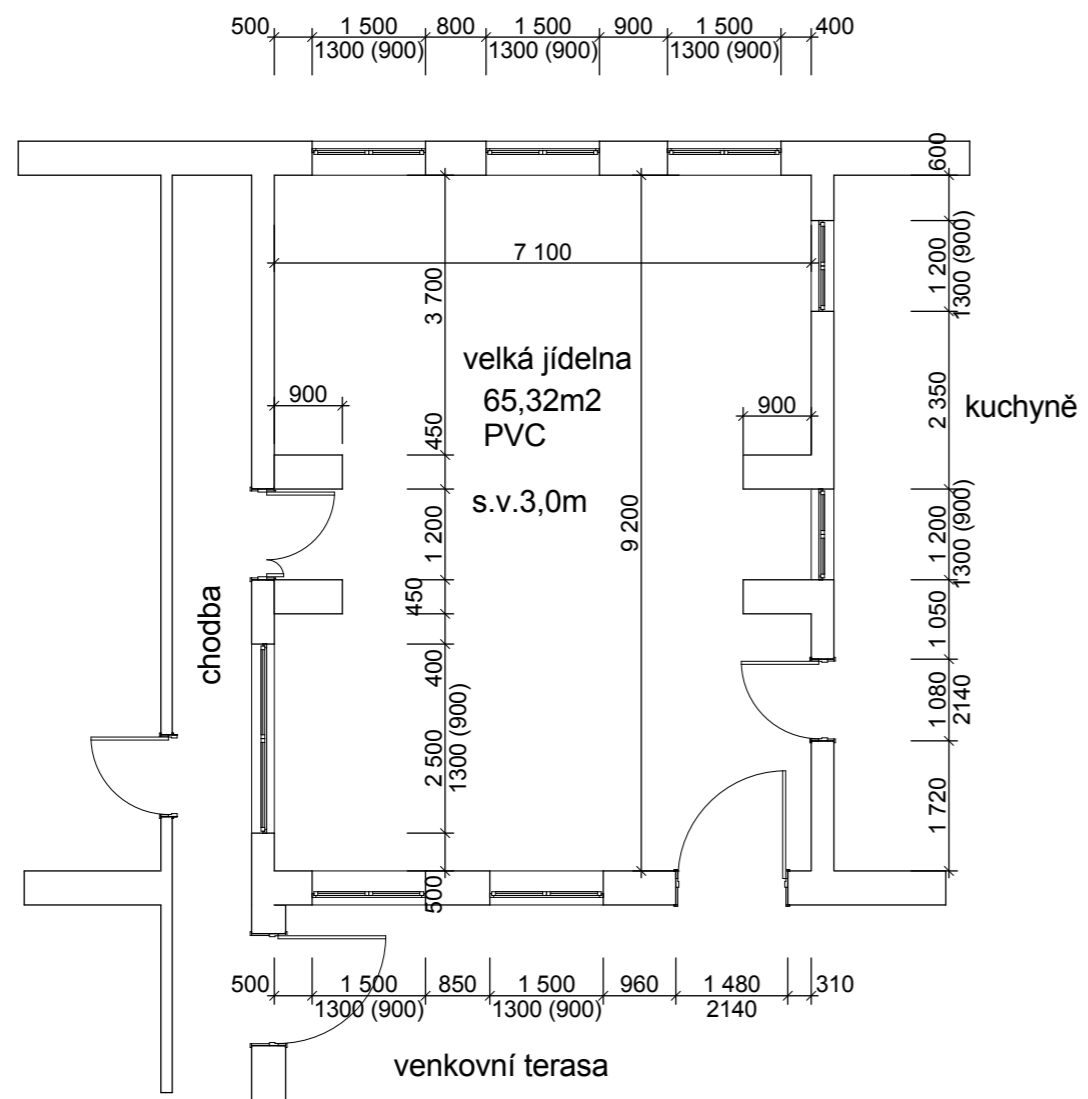 500 1 500 800 1 500 900 1 500 400
1300 (900) 1300 (900) 1300 (900)
600
7 100
1 200
1300 (900)
3 700
velká jídelna
65,32m2
PVC
s.v.3,0m
900
900
2 350
kuchyně
450
1 200
9 200
1 200
1300 (900)
450
1 050
chodba
400
1 080
2140
2 500
1300 (900)
1 720
500
500 1 500 850 1 500 960 1 480 310
1300 (900) 1300 (900) 2140
venkovní terasa